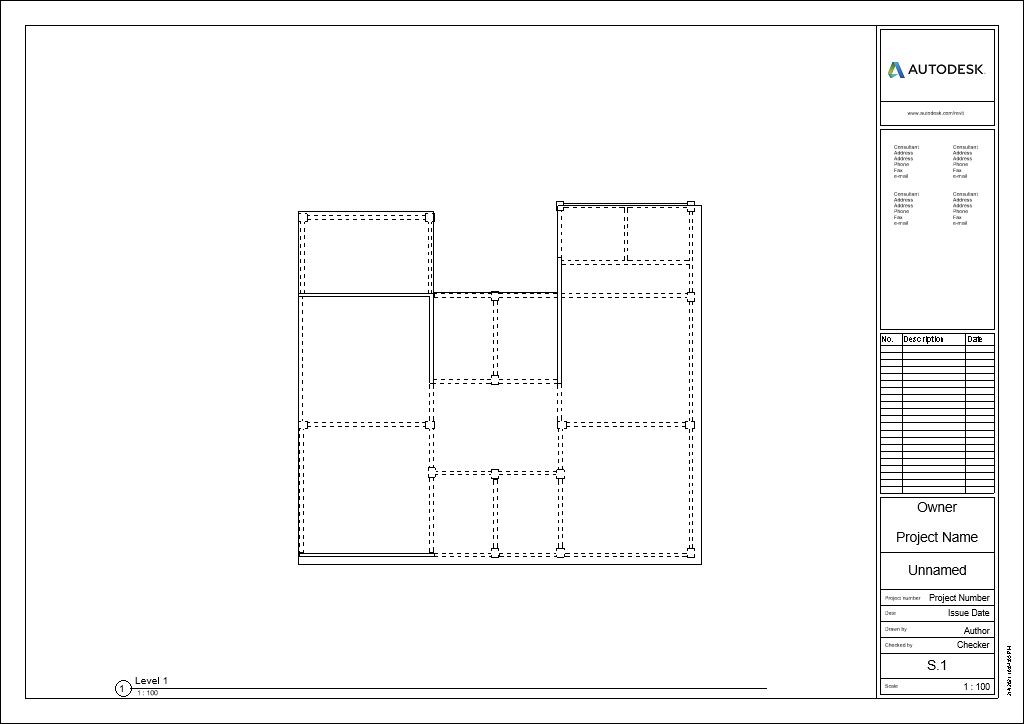 AUTODESK.
www.autodesk.com/revit
Consultant
Address
Address
Phone
Fax
e-mail
Consultant
Address
Address
Phone
Fax
e-mail
Consultant
Address
Address
Phone
Fax
e-mail
Consultant
Address
Address
Phone
Fax
e-mail
No. Description Date
Owner
Project Name
Unnamed
Project number Project Number
Date Issue Date
Drawn by Author
Checked by Checker
S.1
Scale 1 : 100
1 Level 1
1 : 100